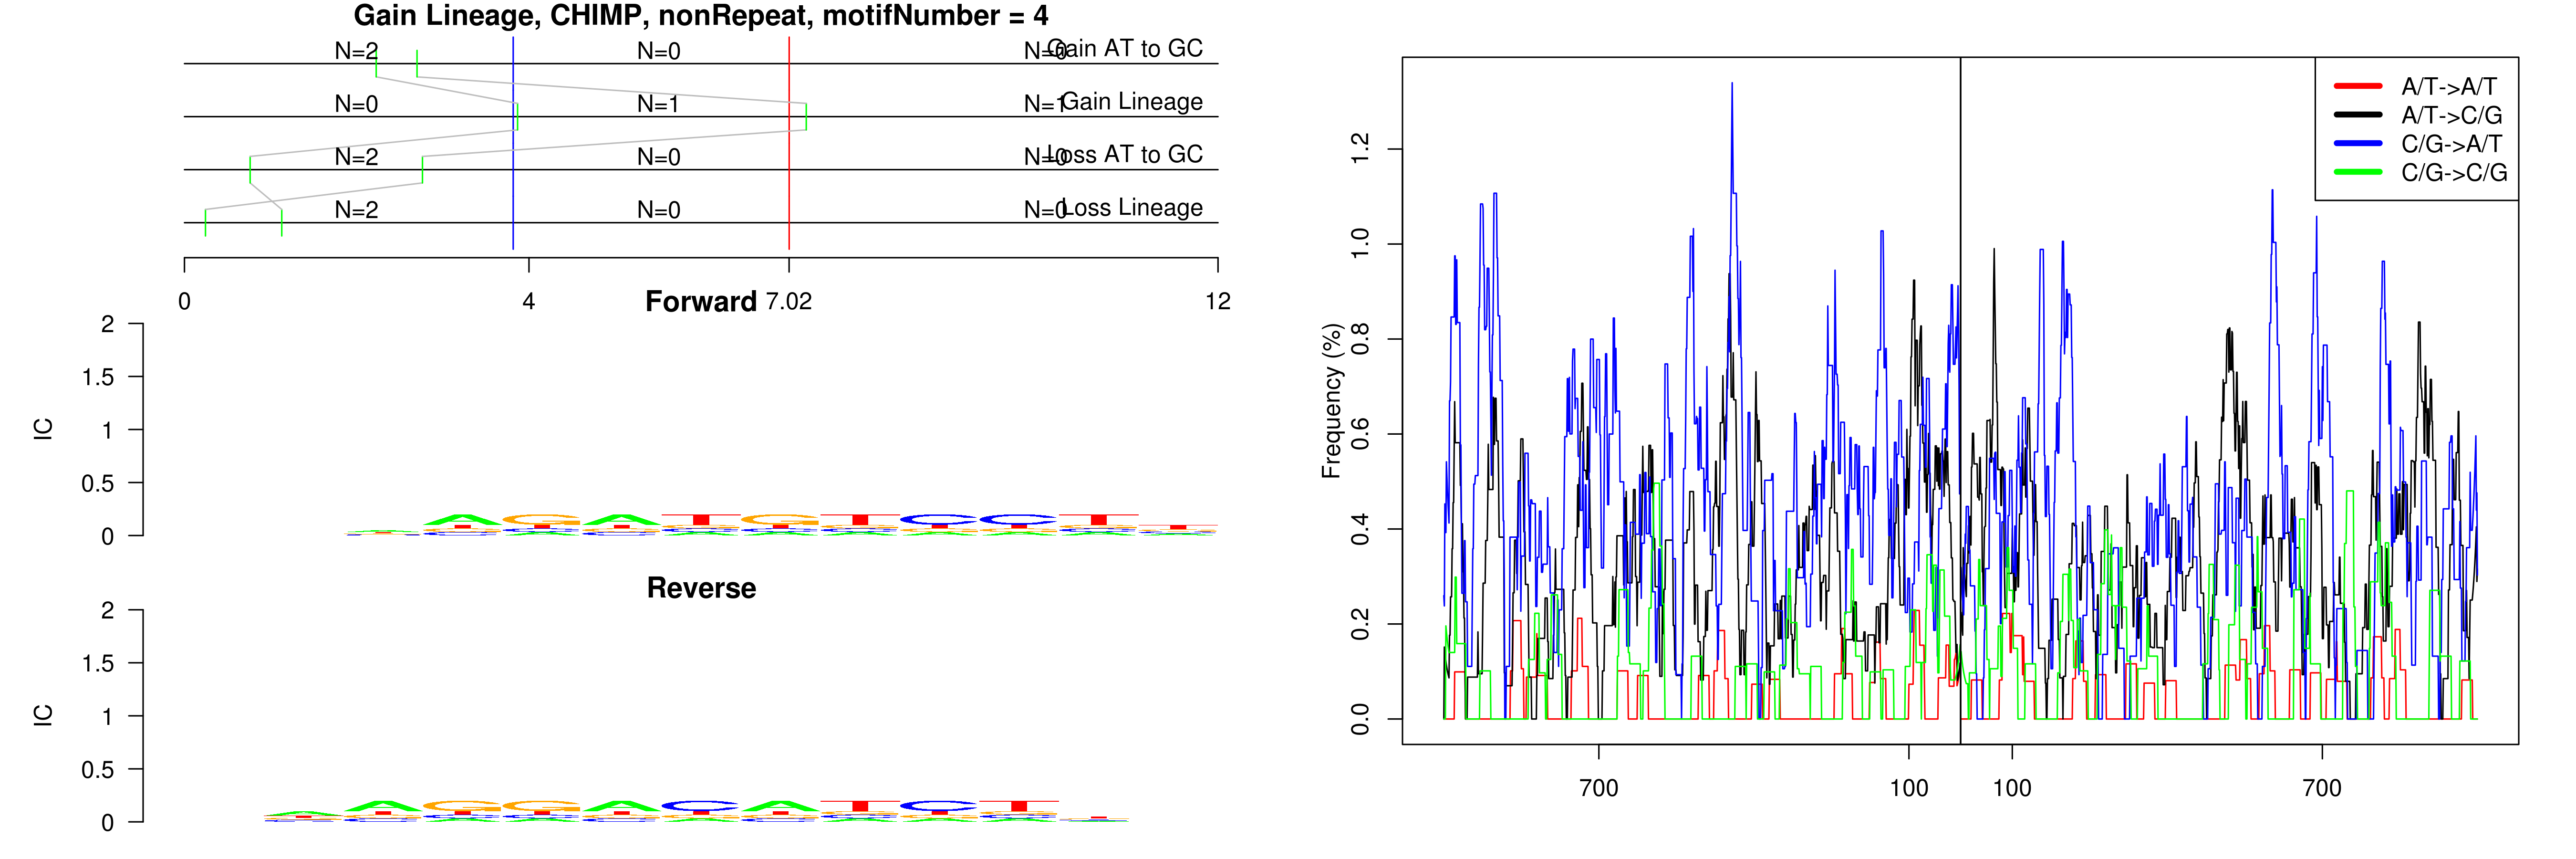 Gain Lineage, CHIMP, nonRepeat, motifNumber = 4
N=2 N=0 N=0 Gain AT to GC
N=0 N=1 N=1 Gain Lineage
N=2 N=0 N=0 Loss AT to GC
N=2 N=0 N=0 Loss Lineage
0 4 7.02 12
Forward
2
1.5
1
0.5
0
IC
AGATGTCCT
T
Reverse
2
1.5
1
0.5
0
IC
A
AGGACATCT
Frequency (%)
1.2
1.0
0.8
0.6
0.4
0.2
0.0
700 100 100 700
A/T->A/T
A/T->C/G
C/G->A/T
C/G->C/G